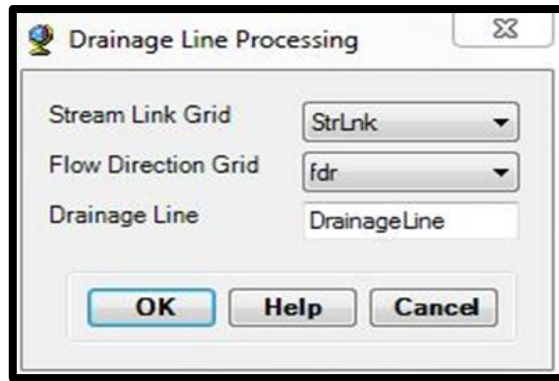 Drainage Line Processing
Stream Link Grid StrLnk
Flow Direction Grid fdr
Drainage Line DrainageLine
OK Help Cancel